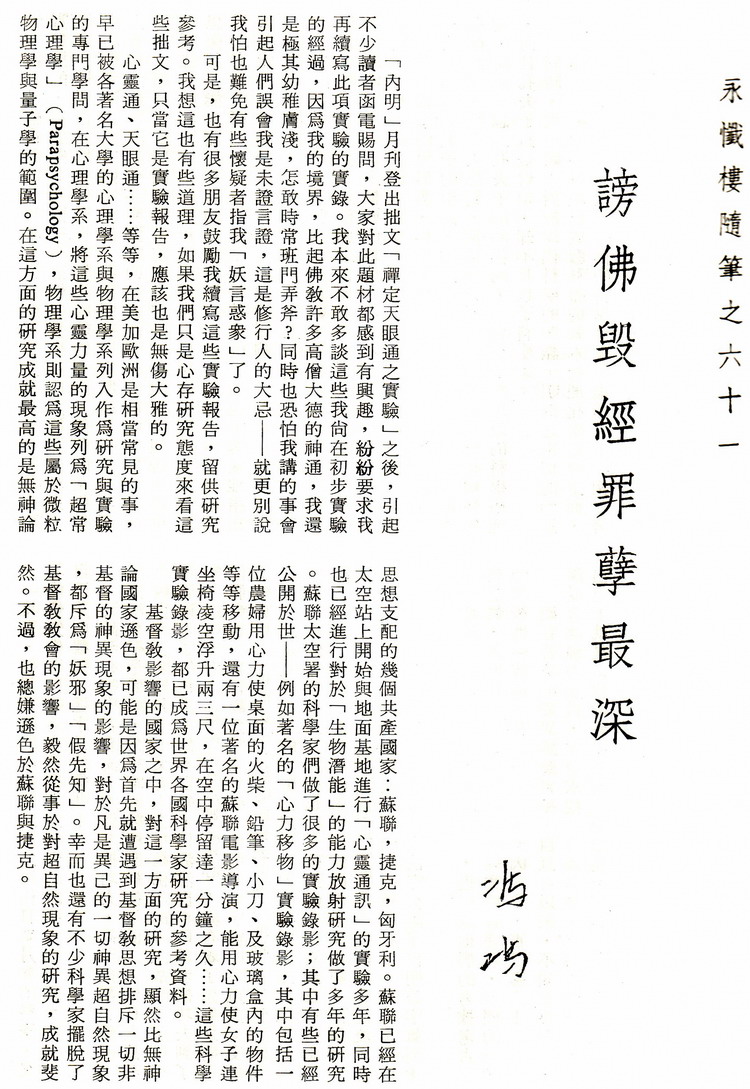 永懺樓隨筆之六十一
謗佛毀經罪孽最深
馮馮
「內明」月刊登出拙文「禪定天眼通之實驗」之後，引起
不少讀者函電賜問，大家對此題材都感到有興趣，紛紛要求我
再續寫此項實驗的實錄。我本來不敢多談這些我尚在初步實驗
的經過，因爲我的境界，比起佛教許多高僧大德的神通，我還
是極其幼稚膚淺，怎敢時常班門弄斧？同時也恐怕我講的事會
引起人們誤會我是未證言證，這是修行人的大忌——就更別說
我怕也難免有些懷疑者指我「妖言惑衆」了。
可是，也有很多朋友鼓勵我續寫這些實驗報告，留供研究
參考。我想這也有些道理，如果我們只是心存研究態度來看這
些拙文，只當它是實驗報告，應該也是無傷大雅的。
心靈通、天眼通……等等，在美加歐洲是相當常見的事，
早已被各著名大學的心理學系與物理學系列入作爲研究與實驗
的專門學問，在心理學系，將這些心靈力量的現象列爲「超常
心理學」（Parapsychology），物理學系則認爲這些屬於微粒
物理學與量子學的範圍。在這方面的研究成就最高的是無神論
思想支配的幾個共產國家：蘇聯，捷克，匈牙利。蘇聯已經在
太空站上開始與地面基地進行「心靈通訊」的實驗多年，同時
也已經進行對於「生物潛能」的能力放射研究做了多年的研究
。蘇聯太空署的科學家們做了很多的實驗錄影；其中有些已經
公開於世——例如著名的「心力移物」實驗錄影，其中包括一
位農婦用心力使桌面的火柴、鉛筆、小刀、及玻璃盒內的物件
等等移動，還有一位著名的蘇聯電影導演，能用心力使女子連
坐椅凌空浮升兩三尺，在空中停留達一分鐘之久……這些科學
實驗錄影，都已成爲世界各國科學家研究的參考資料。
基督教影響的國家之中，對這一方面的研究，顯然比無神
論國家遜色，可能是因爲首先就遭遇到基督教思想排斥一切非
基督的神異現象的影響，對於凡是異己的一切神異超自然現象
，都斥爲「妖邪」「假先知」。幸而也還有不少科學家擺脫了
基督教教會的影響，毅然從事於對超自然現象的研究，成就斐
然。不過，也總嫌遜色於蘇聯與捷克。